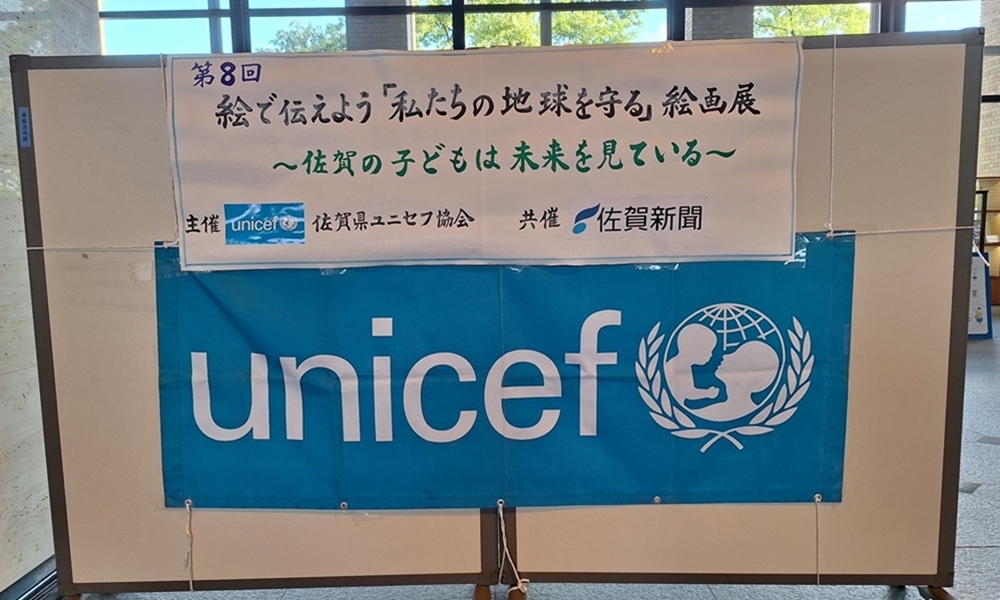 第8回
絵で伝えよう「私たちの地球を守る」絵画展
～佐賀の子どもは未来を見ている～
主催 unicef 佐賀県ユニセフ協会 共催 佐賀新聞
unicef